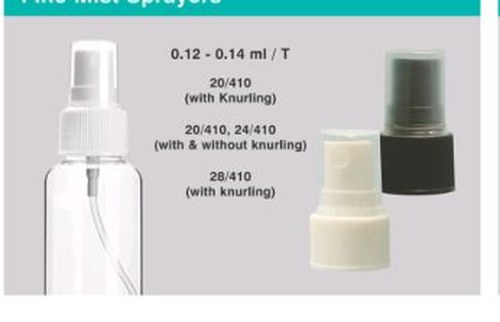 Fine Mist Sprayers
0.12 - 0.14 ml / T
20/410
(with Knurling)
20/410, 24/410
(with & without knurling)
28/410
(with knurling)